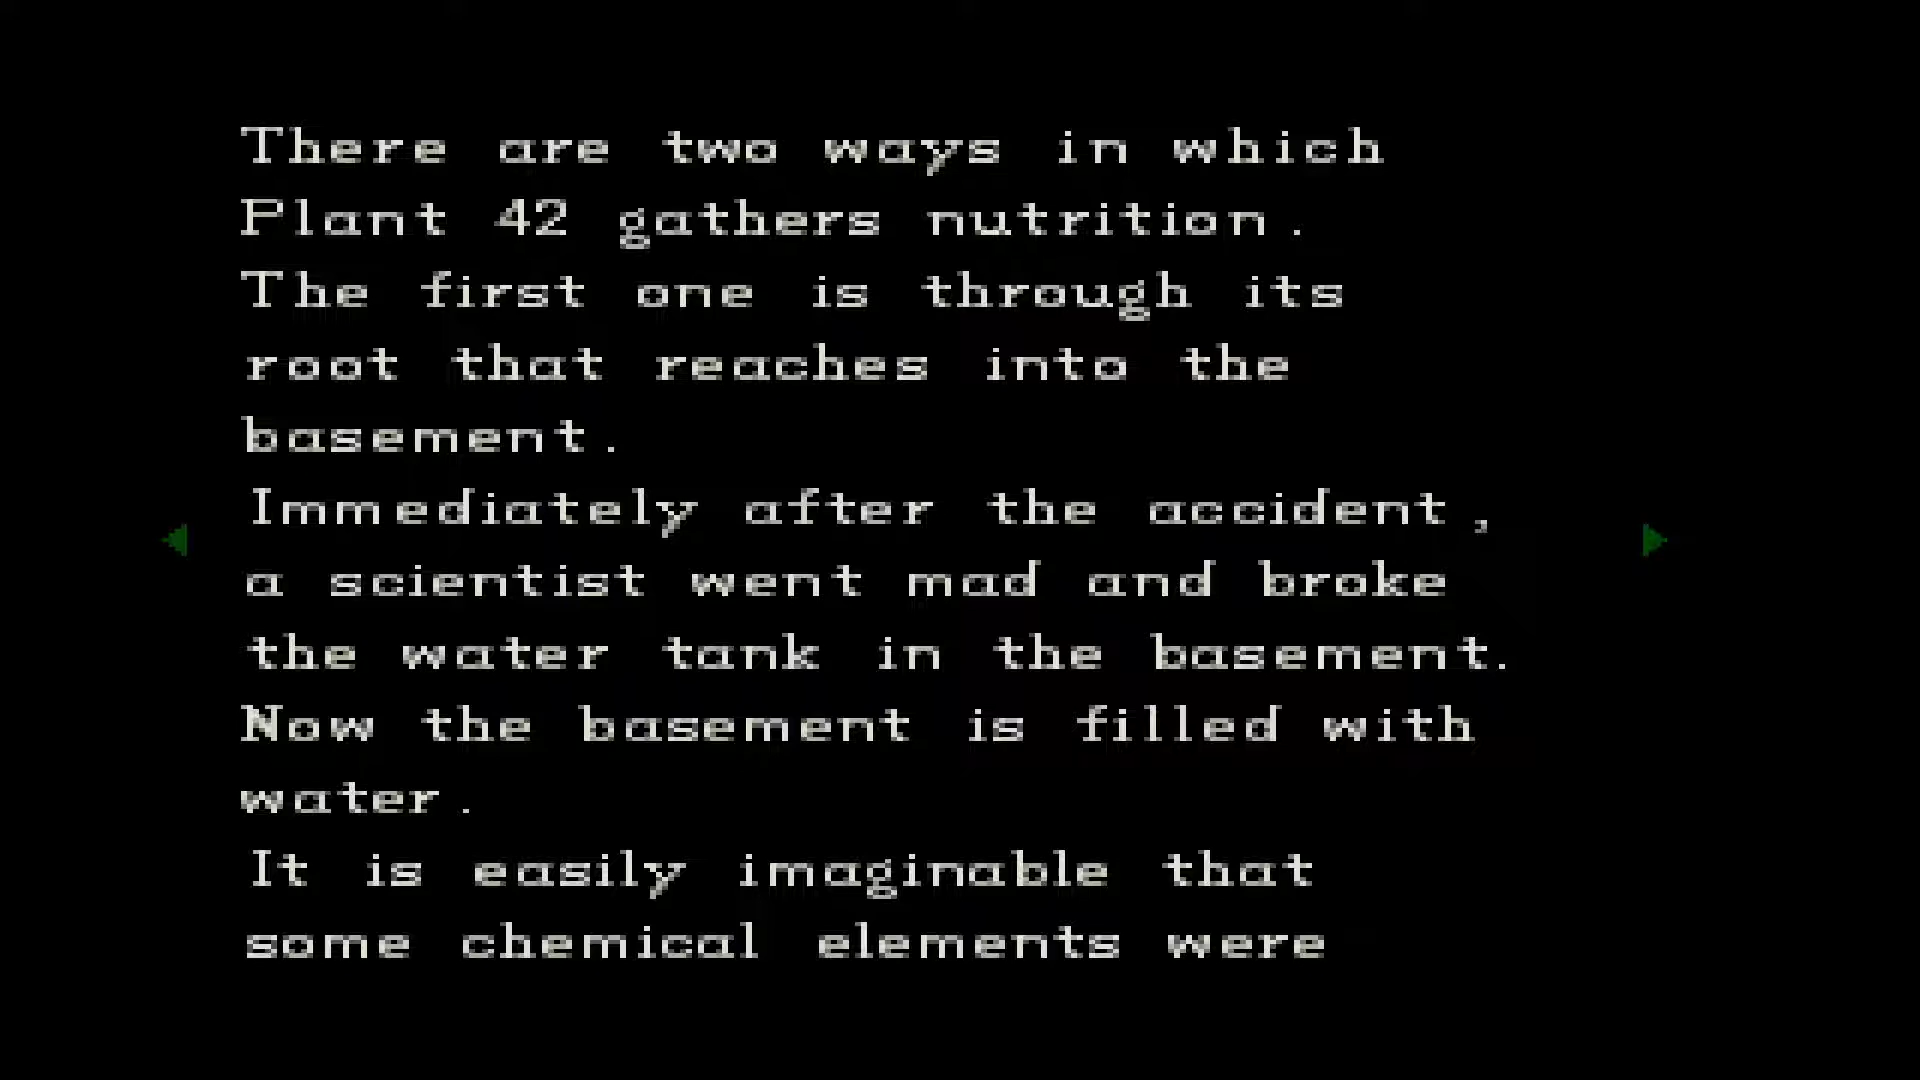 There are two ways in which
Plant 42 gathers nutrition.
The first one is through its
root that reaches into the
basement.
Immediately after the accident,
a scientist went mad and broke
the water tank in the basement.
Now the basement is filled with
water.
It is easily imaginable that
some chemical elements were